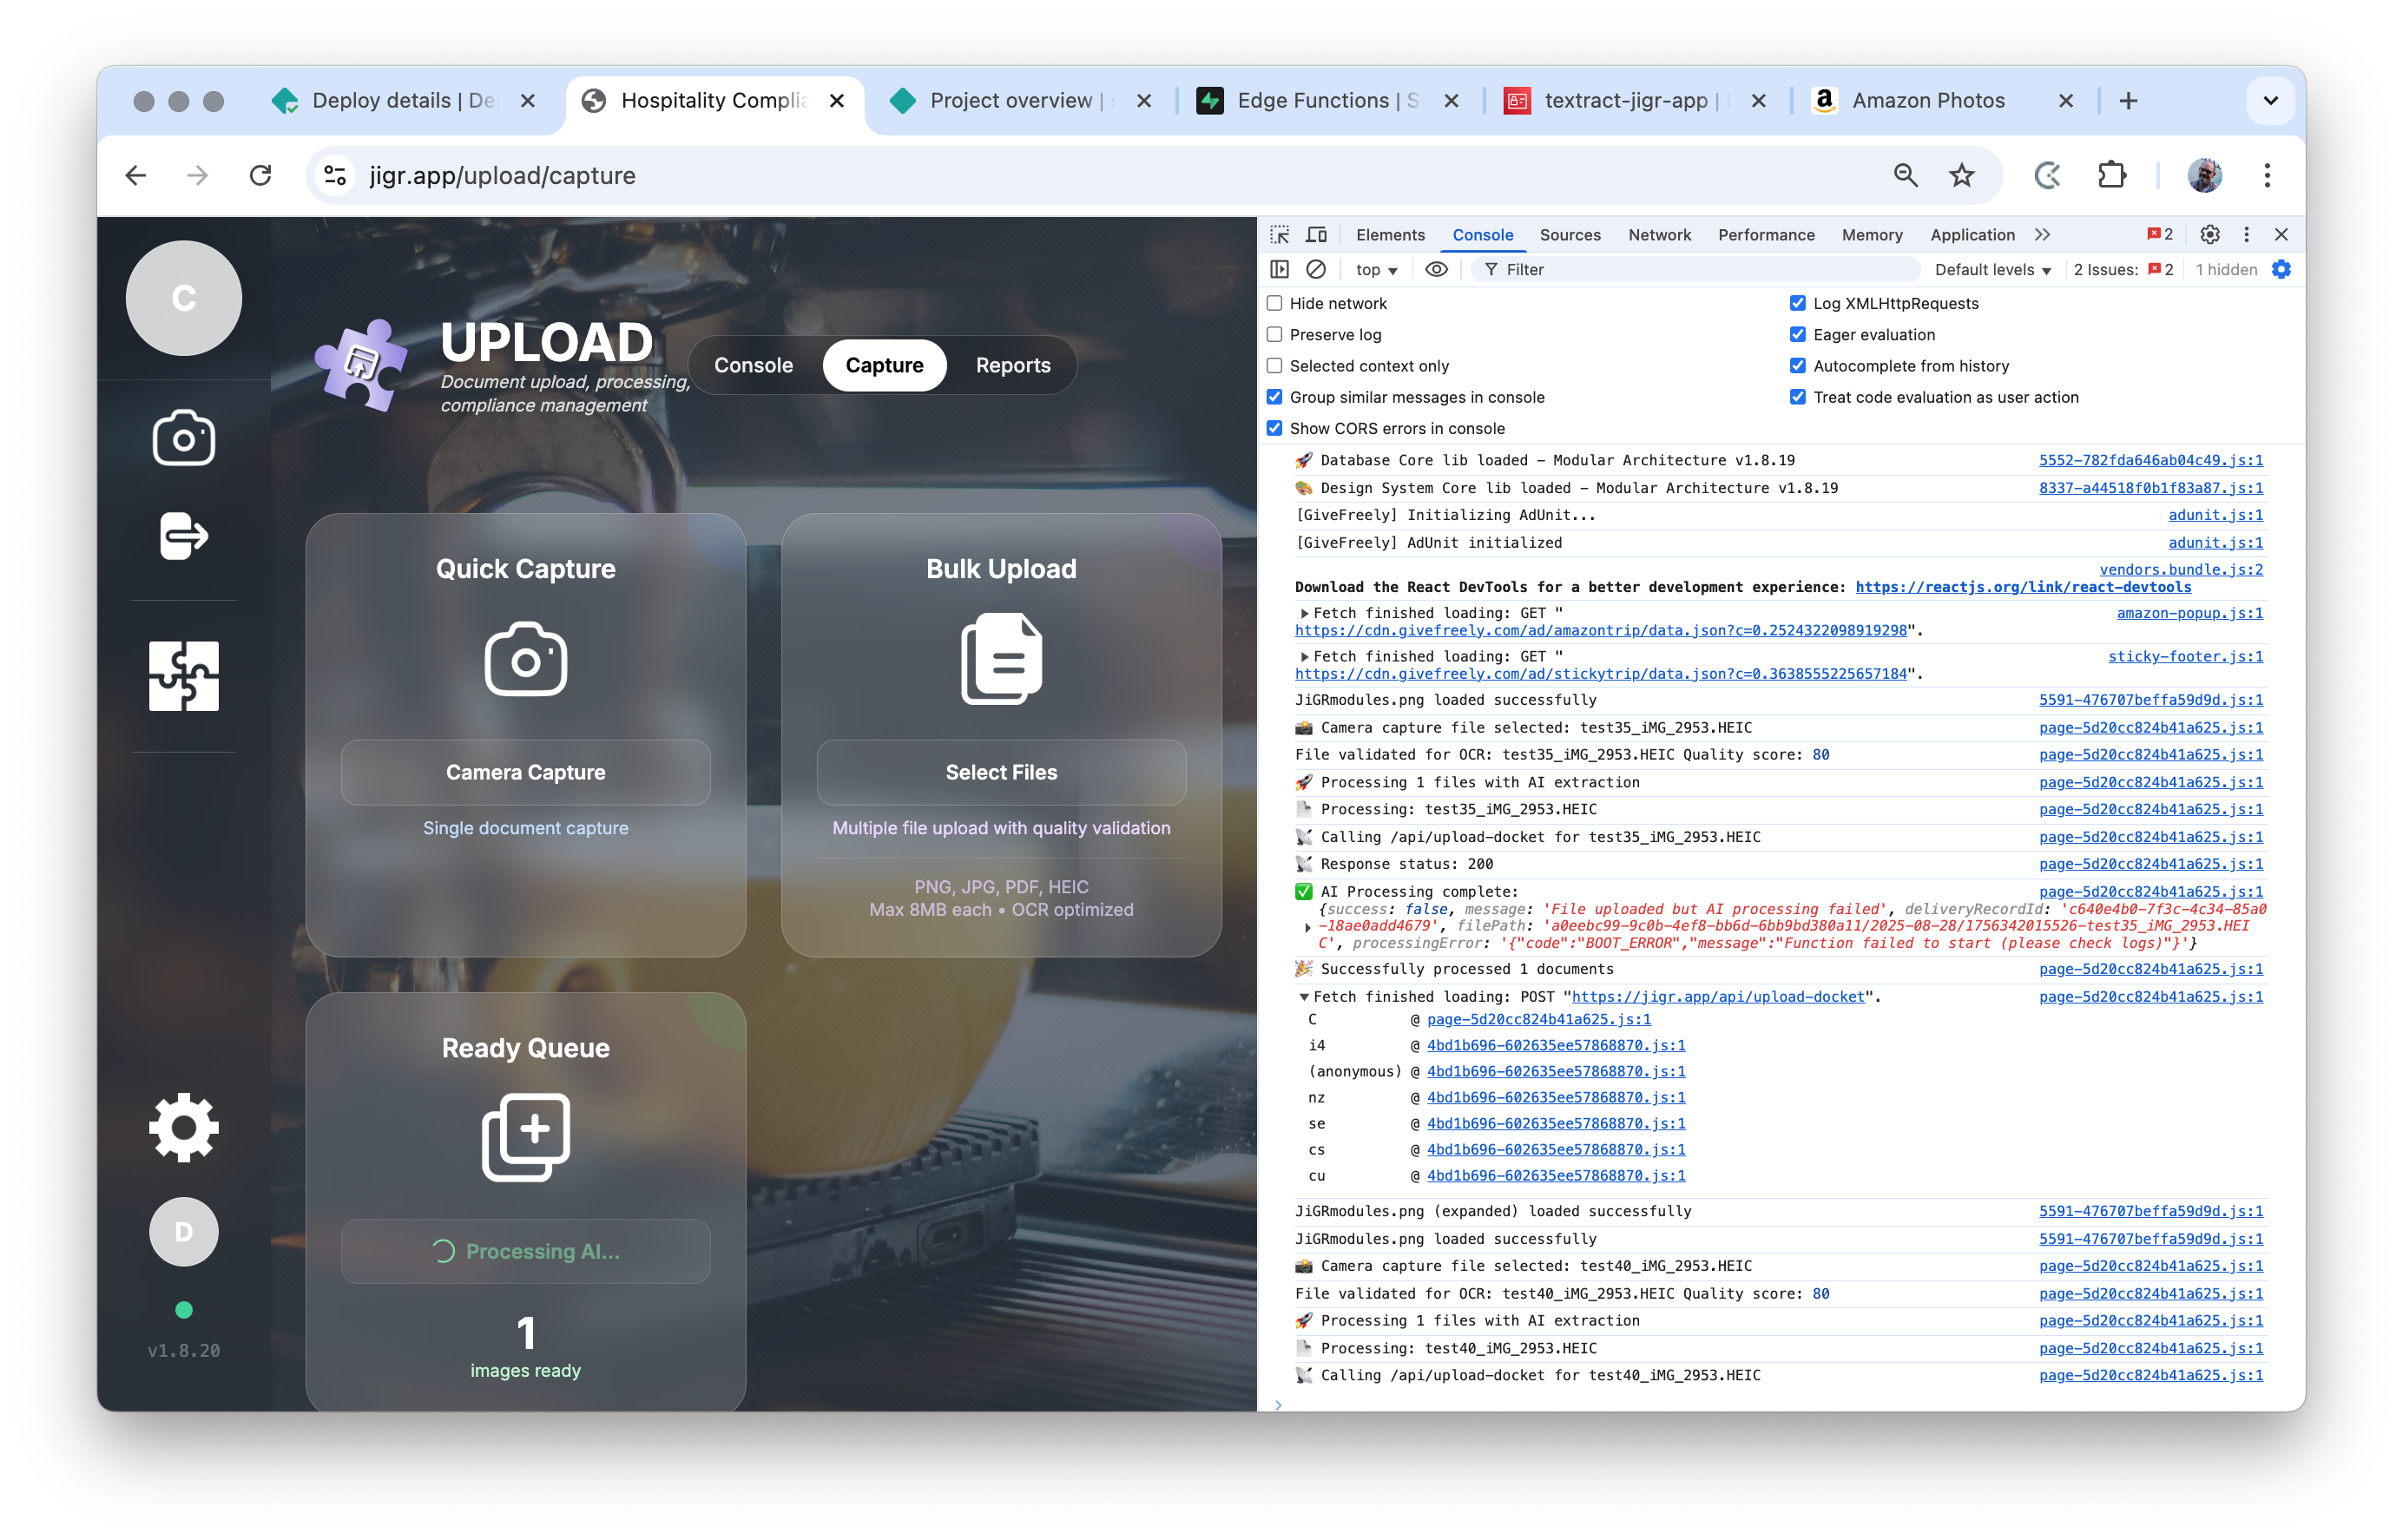 Deploy details | De
Hospitality Complia
Project overview |
Edge Functions | S
textract-jigr-app |
Amazon Photos
jigr.app/upload/capture
C
UPLOAD
Document upload, processing,
compliance management
Console
Capture
Reports
Quick Capture
Camera Capture
Single document capture
Bulk Upload
Select Files
Multiple file upload with quality validation
PNG, JPG, PDF, HEIC
Max 8MB each • OCR optimized
Ready Queue
Processing AI...
1
images ready
D
v1.8.20
Elements
Console
Sources
Network
Performance
Memory
Application
2
top
Filter
Default levels
2 Issues:
2
1 hidden
Hide network
Log XMLHttpRequests
Preserve log
Eager evaluation
Selected context only
Autocomplete from history
Group similar messages in console
Treat code evaluation as user action
Show CORS errors in console
🚀 Database Core lib loaded - Modular Architecture v1.8.19 5552-782fda646ab04c49.js:1
🎨 Design System Core lib loaded - Modular Architecture v1.8.19 8337-a44518f0b1f83a87.js:1
[GiveFreely] Initializing AdUnit... adunit.js:1
[GiveFreely] AdUnit initialized adunit.js:1
vendors.bundle.js:2
Download the React DevTools for a better development experience: https://reactjs.org/link/react-devtools
Fetch finished loading: GET " amazon-popup.js:1
https://cdn.givefreely.com/ad/amazontrip/data.json?c=0.2524322098919298".
Fetch finished loading: GET " sticky-footer.js:1
https://cdn.givefreely.com/ad/stickytrip/data.json?c=0.3638555225657184".
JiGRmodules.png loaded successfully 5591-476707beffa59d9d.js:1
📸 Camera capture file selected: test35_iMG_2953.HEIC page-5d20cc824b41a625.js:1
File validated for OCR: test35_iMG_2953.HEIC Quality score: 80 page-5d20cc824b41a625.js:1
🚀 Processing 1 files with AI extraction page-5d20cc824b41a625.js:1
📄 Processing: test35_iMG_2953.HEIC page-5d20cc824b41a625.js:1
📡 Calling /api/upload-docket for test35_iMG_2953.HEIC page-5d20cc824b41a625.js:1
📡 Response status: 200 page-5d20cc824b41a625.js:1
✅ AI Processing complete: page-5d20cc824b41a625.js:1
{success: false, message: 'File uploaded but AI processing failed', deliveryRecordId: 'c640e4b0-7f3c-4c34-85a0
-18ae0add4679', filePath: 'a0eebc99-9c0b-4ef8-bb6d-6bb9bd380a11/2025-08-28/1756342015526-test35_iMG_2953.HEI
C', processingError: '{"code":"BOOT_ERROR","message":"Function failed to start (please check logs)"}'}
🎉 Successfully processed 1 documents page-5d20cc824b41a625.js:1
Fetch finished loading: POST "https://jigr.app/api/upload-docket". page-5d20cc824b41a625.js:1
C @ page-5d20cc824b41a625.js:1
i4 @ 4bd1b696-602635ee57868870.js:1
(anonymous) @ 4bd1b696-602635ee57868870.js:1
nz @ 4bd1b696-602635ee57868870.js:1
se @ 4bd1b696-602635ee57868870.js:1
cs @ 4bd1b696-602635ee57868870.js:1
cu @ 4bd1b696-602635ee57868870.js:1
JiGRmodules.png (expanded) loaded successfully 5591-476707beffa59d9d.js:1
JiGRmodules.png loaded successfully 5591-476707beffa59d9d.js:1
📸 Camera capture file selected: test40_iMG_2953.HEIC page-5d20cc824b41a625.js:1
File validated for OCR: test40_iMG_2953.HEIC Quality score: 80 page-5d20cc824b41a625.js:1
🚀 Processing 1 files with AI extraction page-5d20cc824b41a625.js:1
📄 Processing: test40_iMG_2953.HEIC page-5d20cc824b41a625.js:1
📡 Calling /api/upload-docket for test40_iMG_2953.HEIC page-5d20cc824b41a625.js:1